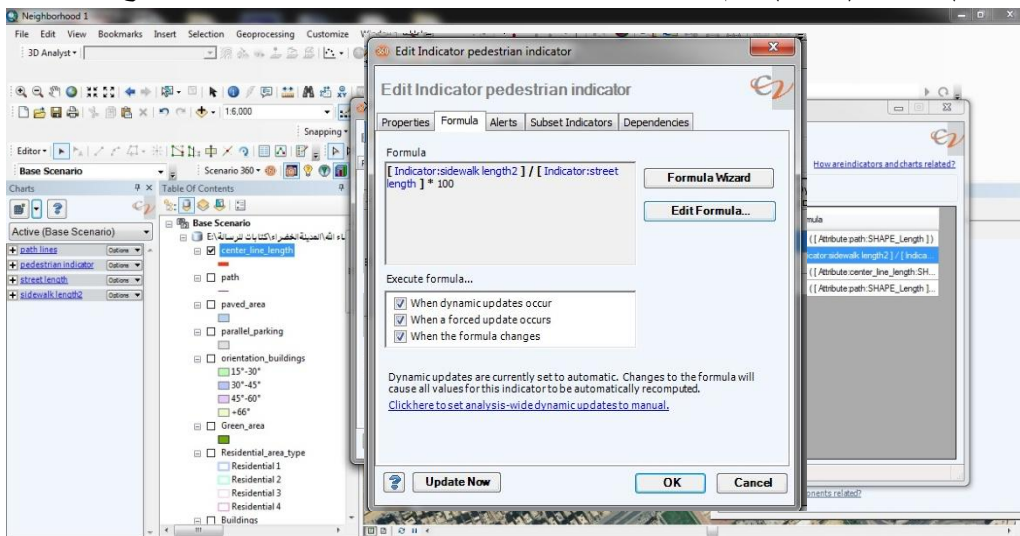 Neighborhood 1
File Edit View Bookmarks Insert Selection Geoprocessing Customize
3D Analyst
1:6,000
Snapping
Editor
Base Scenario
Scenario 360
Charts
Active (Base Scenario)
path lines Options
pedestrian indicator Options
street length Options
sidewalk length2 Options
Table Of Contents
Base Scenario
center_line_length
path
paved_area
parallel_parking
orientation_buildings
15°-30°
30°-45°
45°-60°
+66°
Green_area
Residential_area_type
Residential 1
Residential 2
Residential 3
Residential 4
Buildings
Edit Indicator pedestrian indicator
Edit Indicator pedestrian indicator
Properties Formula Alerts Subset Indicators Dependencies
Formula
[ Indicator:sidewalk length2 ] / [ Indicator:street
length ] * 100
Formula Wizard
Edit Formula...
Execute formula...
When dynamic updates occur
When a forced update occurs
When the formula changes
Dynamic updates are currently set to automatic. Changes to the formula will
cause all values for this indicator to be automatically recomputed.
Click here to set analysis-wide dynamic updates to manual.
Update Now OK Cancel
How are indicators and charts related?
mula
( [ Attribute:path:SHAPE_Length ] )
icator:sidewalk length2 ] / [ Indica...
( [ Attribute:center_line_length:SH...
( [ Attribute:path:SHAPE_Length ]...
onents related?